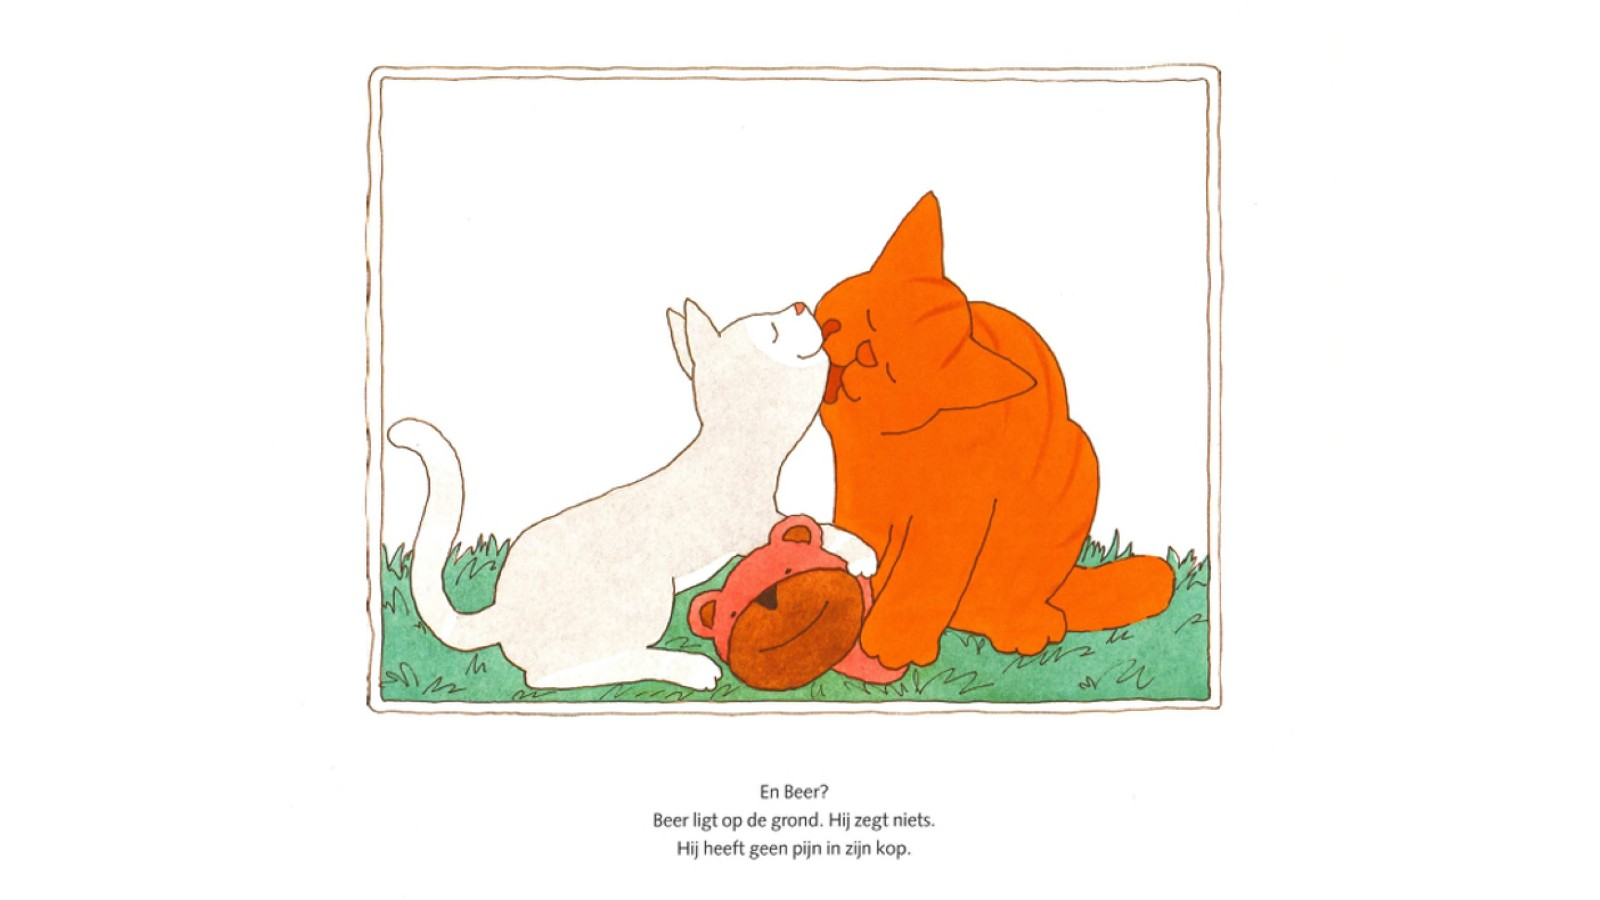 En Beer?
Beer ligt op de grond. Hij zegt niets.
Hij heeft geen pijn in zijn kop.